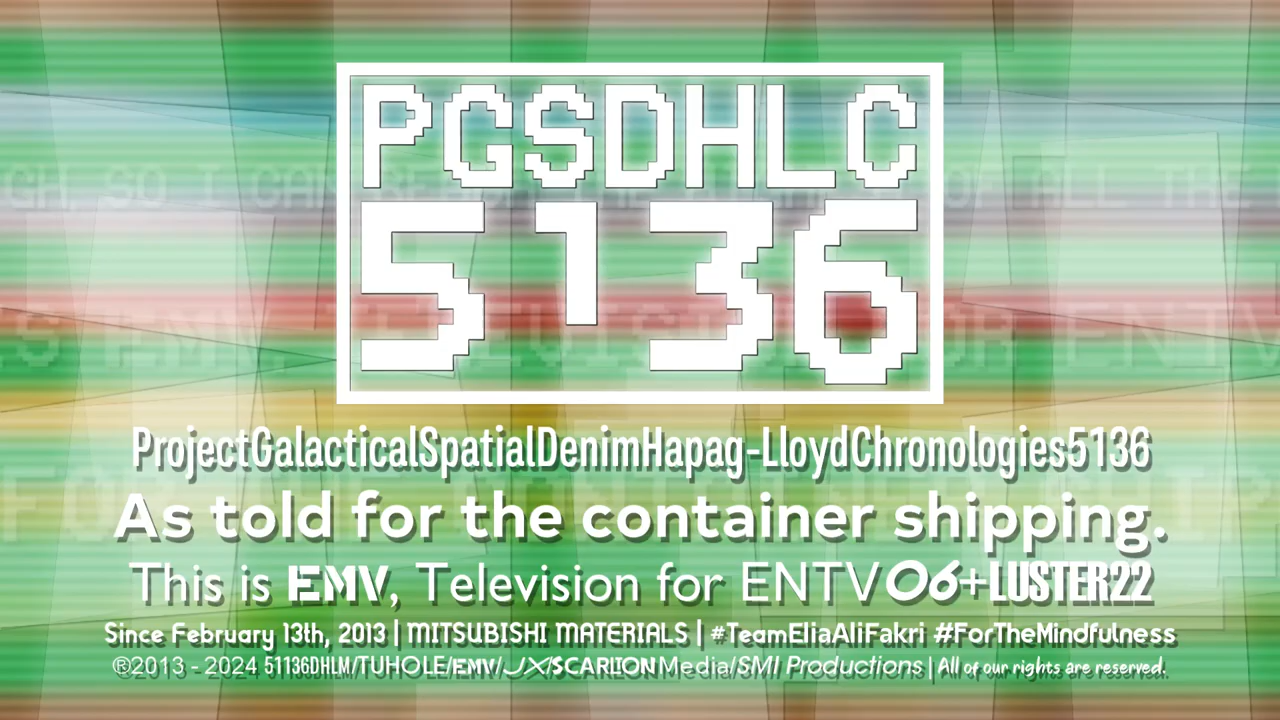 PGSDHLC
5136
ProjectGalacticalSpatialDenimHapag-LloydChronologies5136
As told for the container shipping.
This is EMV, Television for ENTV06+LUSTER22
Since February 13th, 2013 | MITSUBISHI MATERIALS | #TeamEliaAliFakri #ForTheMindfulness
®2013 - 2024 51136DHLM/TUHOLE/EMV/JX/SCARLION Media/SMI Productions | All of our rights are reserved.